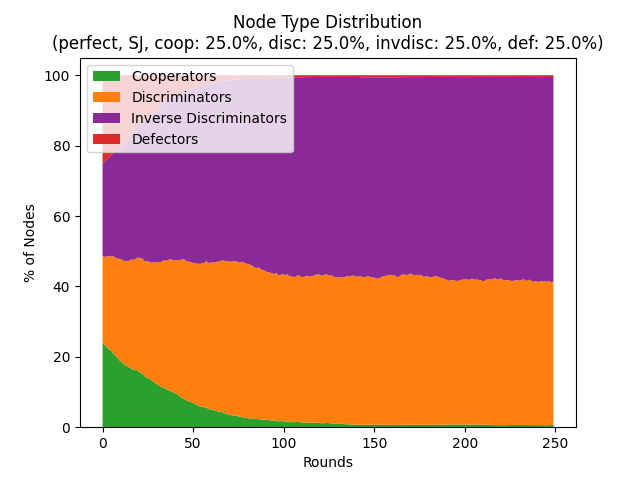 Node Type Distribution
(perfect, SJ, coop: 25.0%, disc: 25.0%, invdisc: 25.0%, def: 25.0%)
Cooperators
Discriminators
Inverse Discriminators
Defectors
% of Nodes
100
80
60
40
20
0
0 50 100 150 200 250
Rounds